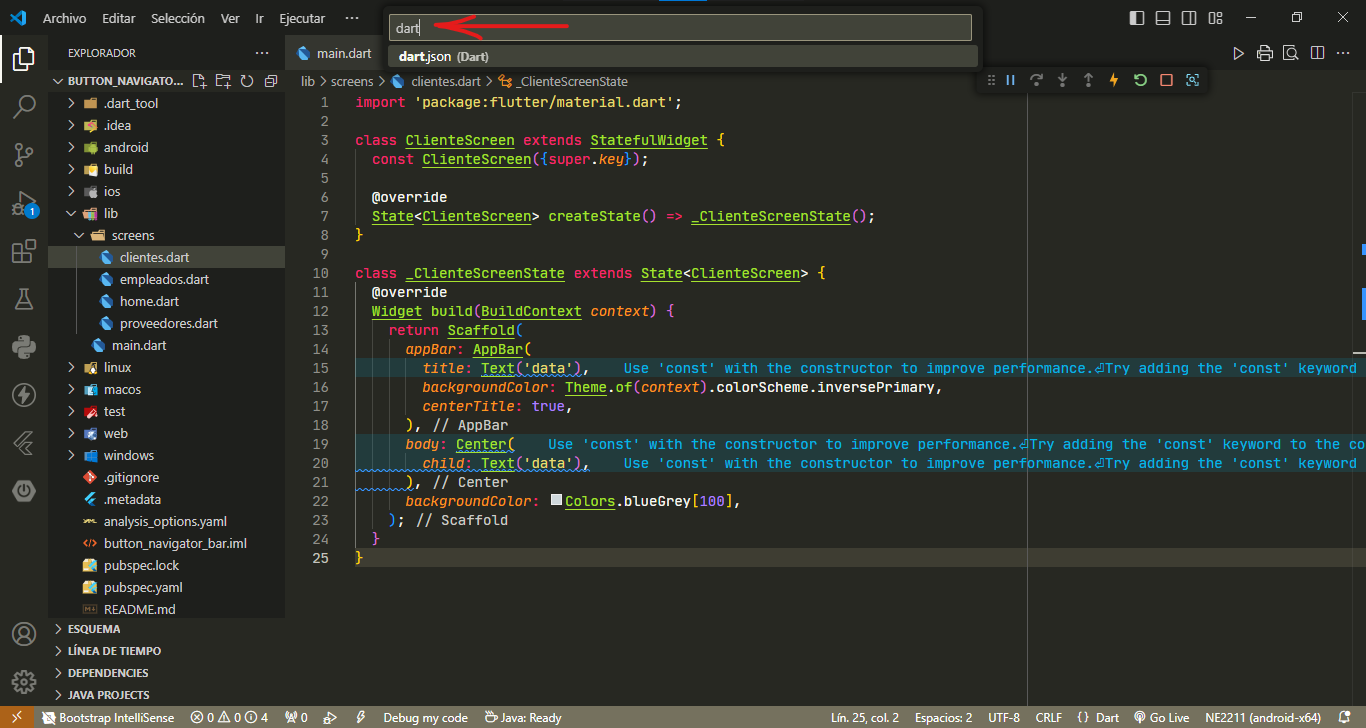 Archivo Editar Selección Ver Ir Ejecutar ···
dart
dart.json (Dart)
EXPLORADOR ···
main.dart
BUTTON_NAVIGATO...
lib > screens > clientes.dart > _ClienteScreenState
.dart_tool
.idea
android
build
ios
lib
screens
clientes.dart
empleados.dart
home.dart
proveedores.dart
main.dart
linux
macos
test
web
windows
.gitignore
.metadata
analysis_options.yaml
button_navigator_bar.iml
pubspec.lock
pubspec.yaml
README.md
ESQUEMA
LÍNEA DE TIEMPO
DEPENDENCIES
JAVA PROJECTS
1
1 import 'package:flutter/material.dart';
2
3 class ClienteScreen extends StatefulWidget {
4 const ClienteScreen({super.key});
5
6 @override
7 State<ClienteScreen> createState() => _ClienteScreenState();
8 }
9
10 class _ClienteScreenState extends State<ClienteScreen> {
11 @override
12 Widget build(BuildContext context) {
13 return Scaffold(
14 appBar: AppBar(
15 title: Text('data'), Use 'const' with the constructor to improve performance.⏎Try adding the 'const' keyword
16 backgroundColor: Theme.of(context).colorScheme.inversePrimary,
17 centerTitle: true,
18 ), // AppBar
19 body: Center( Use 'const' with the constructor to improve performance.⏎Try adding the 'const' keyword to the co
20 child: Text('data'), Use 'const' with the constructor to improve performance.⏎Try adding the 'const' keyword
21 ), // Center
22 backgroundColor: Colors.blueGrey[100],
23 ); // Scaffold
24 }
25 }
Bootstrap IntelliSense 0 0 4 0 Debug my code Java: Ready Lín. 25, col. 2 Espacios: 2 UTF-8 CRLF {} Dart Go Live NE2211 (android-x64)